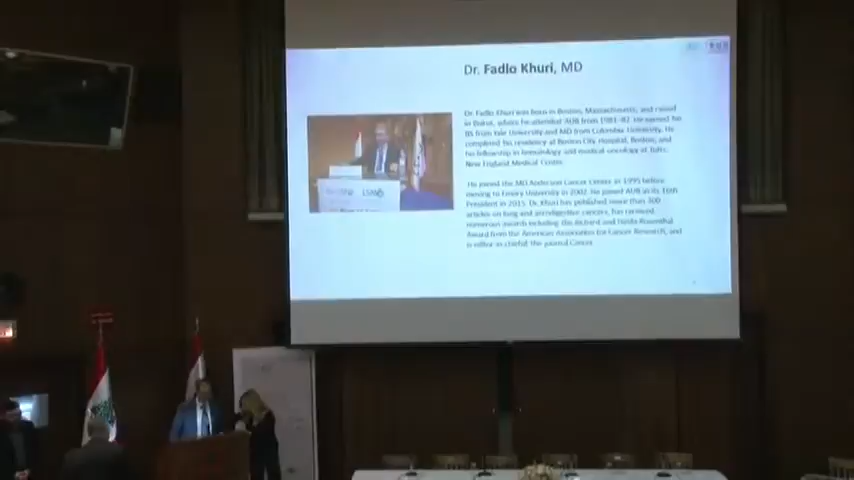 Dr. Fadlo Khuri, MD
Dr. Fadlo Khuri was born in Boston, Massachusetts, and raised
in Beirut, where he attended AUB from 1981-82. He earned his
BS from Yale University and MD from Columbia University. He
completed his residency at Boston City Hospital, Boston, and
his fellowship in hematology and medical oncology at Tufts,
New England Medical Center.
He joined the MD Anderson Cancer Center in 1995 before
moving to Emory University in 2002. He joined AUB as its 16th
President in 2015. Dr. Khuri has published more than 300
articles on lung and aerodigestive cancers, has received
numerous awards including the Richard and Hinda Rosenthal
Award from the American Association for Cancer Research, and
is editor in chief of the journal Cancer.